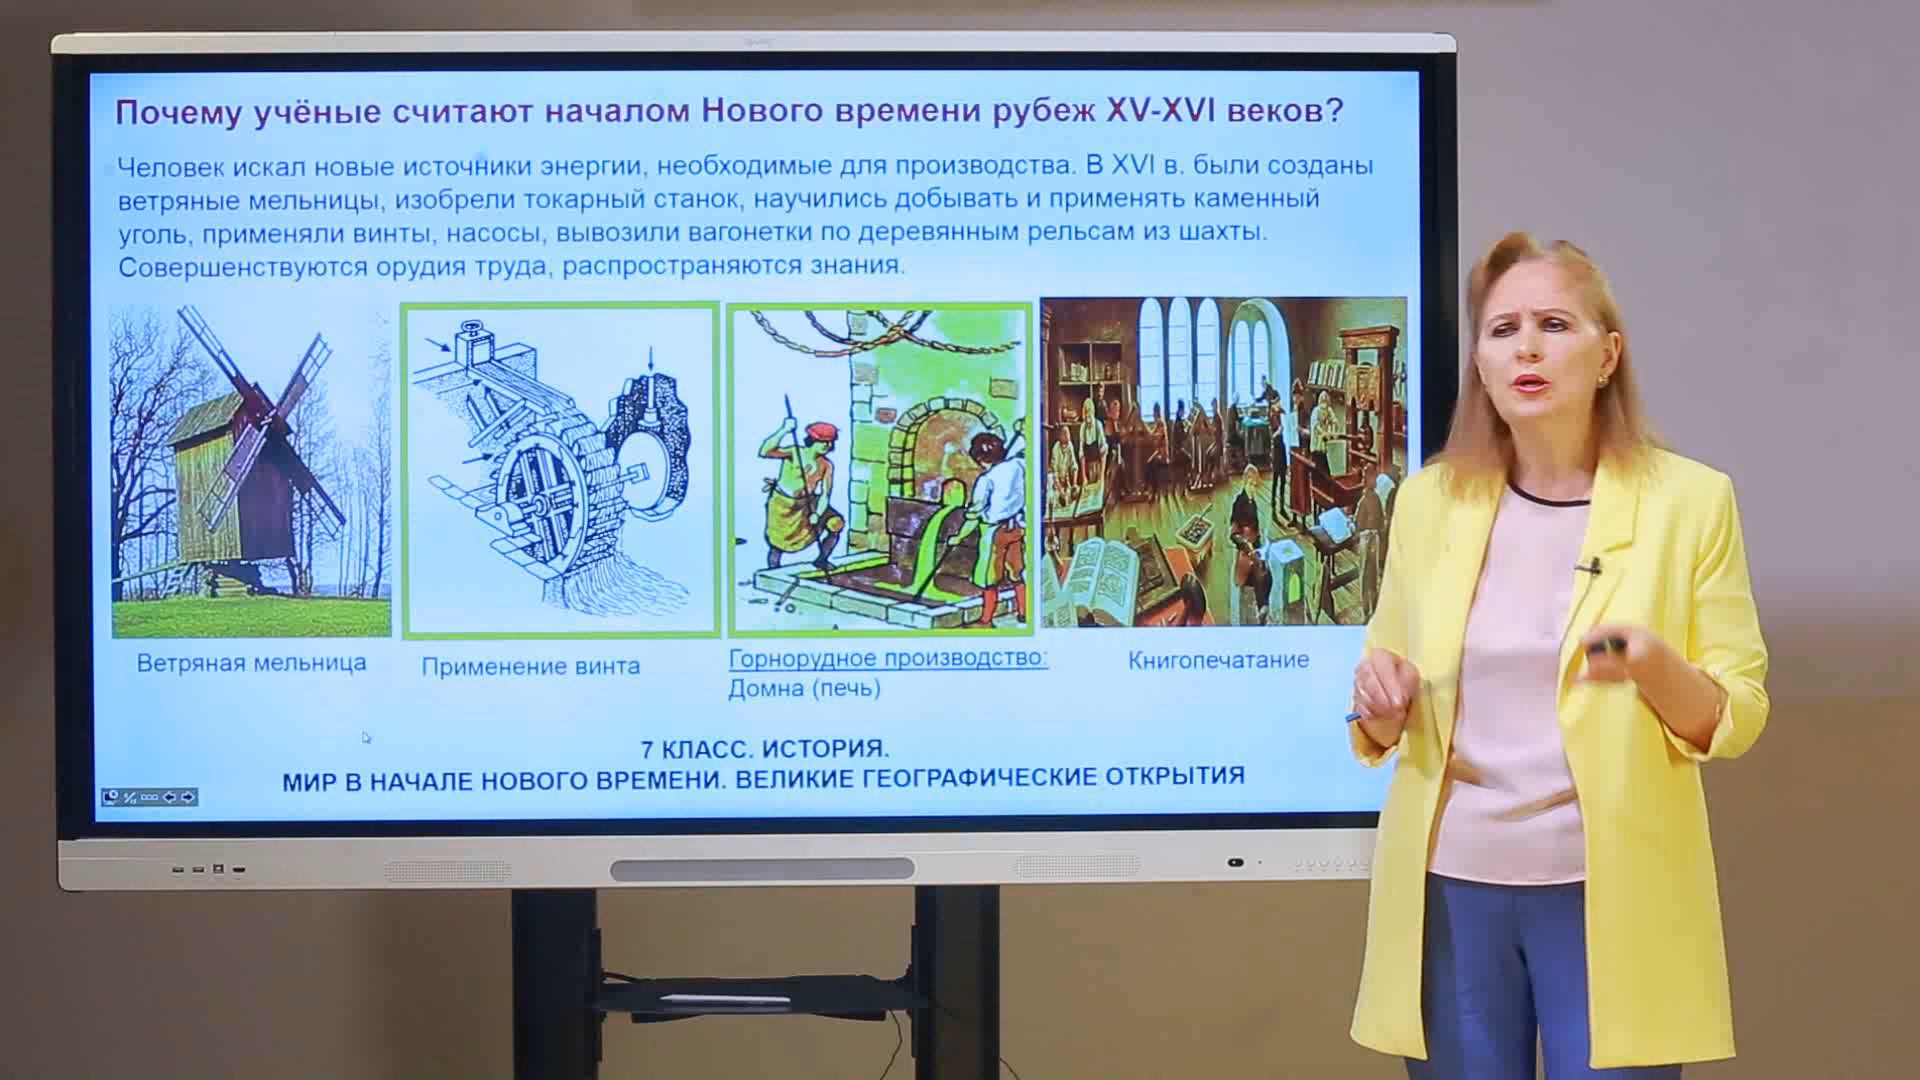 Почему учёные считают началом Нового времени рубеж XV-XVI веков?
Человек искал новые источники энергии, необходимые для производства. В XVI в. были созданы
ветряные мельницы, изобрели токарный станок, научились добывать и применять каменный
уголь, применяли винты, насосы, вывозили вагонетки по деревянным рельсам из шахты.
Совершенствуются орудия труда, распространяются знания.
Ветряная мельница
Применение винта
Горнорудное производство:
Домна (печь)
Книгопечатание
7 КЛАСС. ИСТОРИЯ.
МИР В НАЧАЛЕ НОВОГО ВРЕМЕНИ. ВЕЛИКИЕ ГЕОГРАФИЧЕСКИЕ ОТКРЫТИЯ